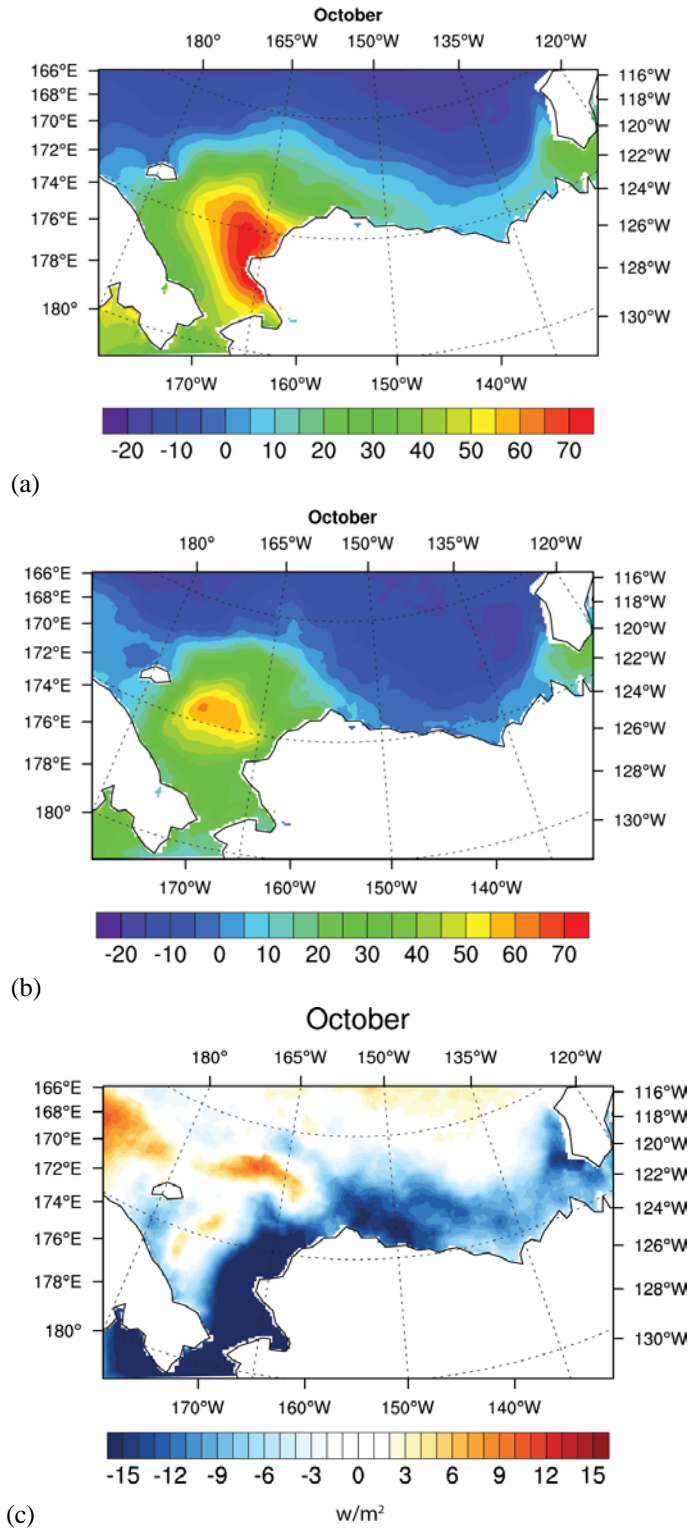 October
180° 165°W 150°W 135°W 120°W
166°E 116°W
168°E 118°W
170°E 120°W
172°E 122°W
174°E 124°W
176°E 126°W
178°E 128°W
180° 130°W
170°W 160°W 150°W 140°W
-20 -10 0 10 20 30 40 50 60 70
(a)
October
180° 165°W 150°W 135°W 120°W
166°E 116°W
168°E 118°W
170°E 120°W
172°E 122°W
174°E 124°W
176°E 126°W
178°E 128°W
180° 130°W
170°W 160°W 150°W 140°W
-20 -10 0 10 20 30 40 50 60 70
(b)
October
180° 165°W 150°W 135°W 120°W
166°E 116°W
168°E 118°W
170°E 120°W
172°E 122°W
174°E 124°W
176°E 126°W
178°E 128°W
180° 130°W
170°W 160°W 150°W 140°W
-15 -12 -9 -6 -3 0 3 6 9 12 15
(c) w/m²